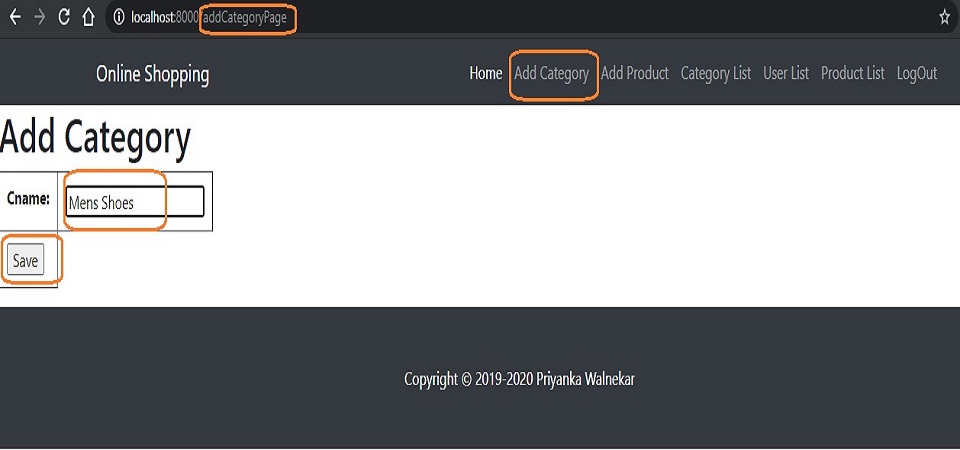 localhost:8000/addCategoryPage
Online Shopping Home Add Category Add Product Category List User List Product List LogOut
Add Category
Cname: Mens Shoes
Save
Copyright © 2019-2020 Priyanka Walnekar